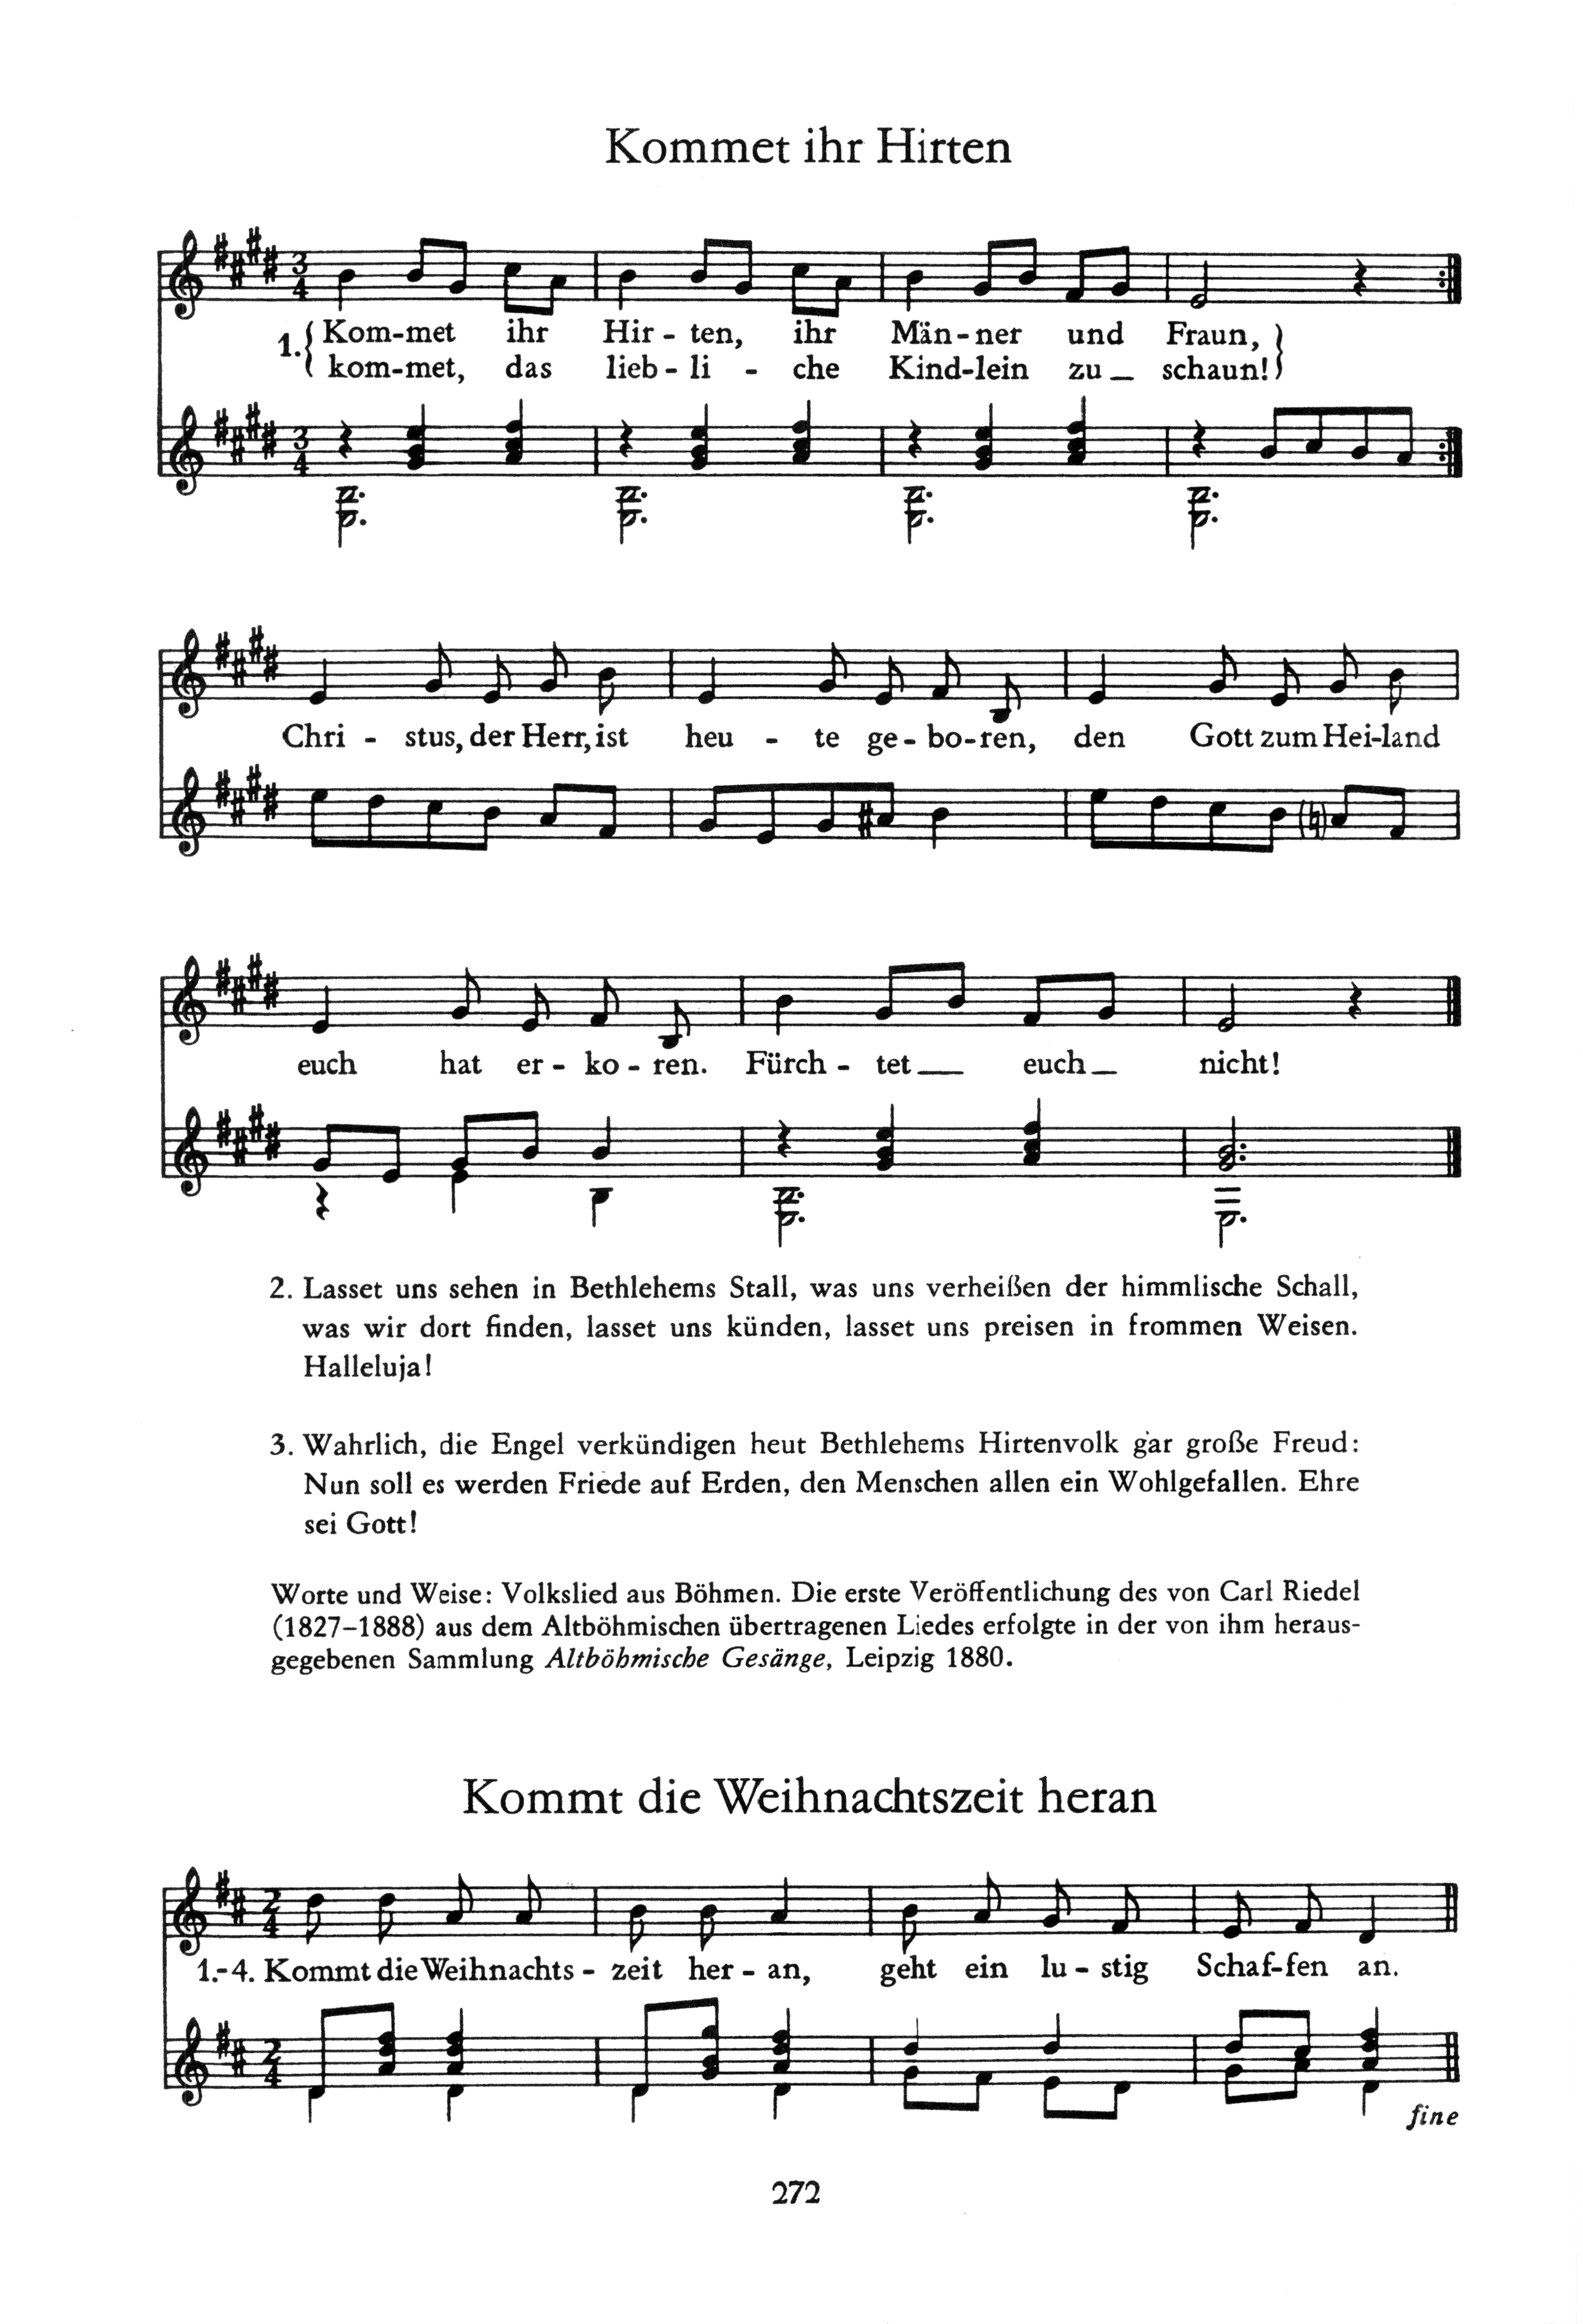 Kommet ihr Hirten
1. Kom-met ihr Hir - ten, ihr Män-ner und Fraun,
kom-met, das lieb - li - che Kind-lein zu _ schaun!
Chri - stus, der Herr, ist heu - te ge - bo-ren, den Gott zum Hei-land
euch hat er - ko - ren. Fürch - tet _ euch _ nicht!
2. Lasset uns sehen in Bethlehems Stall, was uns verheißen der himmlische Schall,
was wir dort finden, lasset uns künden, lasset uns preisen in frommen Weisen.
Halleluja!
3. Wahrlich, die Engel verkündigen heut Bethlehems Hirtenvolk gar große Freud:
Nun soll es werden Friede auf Erden, den Menschen allen ein Wohlgefallen. Ehre
sei Gott!
Worte und Weise: Volkslied aus Böhmen. Die erste Veröffentlichung des von Carl Riedel
(1827–1888) aus dem Altböhmischen übertragenen Liedes erfolgte in der von ihm heraus-
gegebenen Sammlung Altböhmische Gesänge, Leipzig 1880.
Kommt die Weihnachtszeit heran
1.-4. Kommt die Weihnachts - zeit her - an, geht ein lu - stig Schaf-fen an.
fine
272